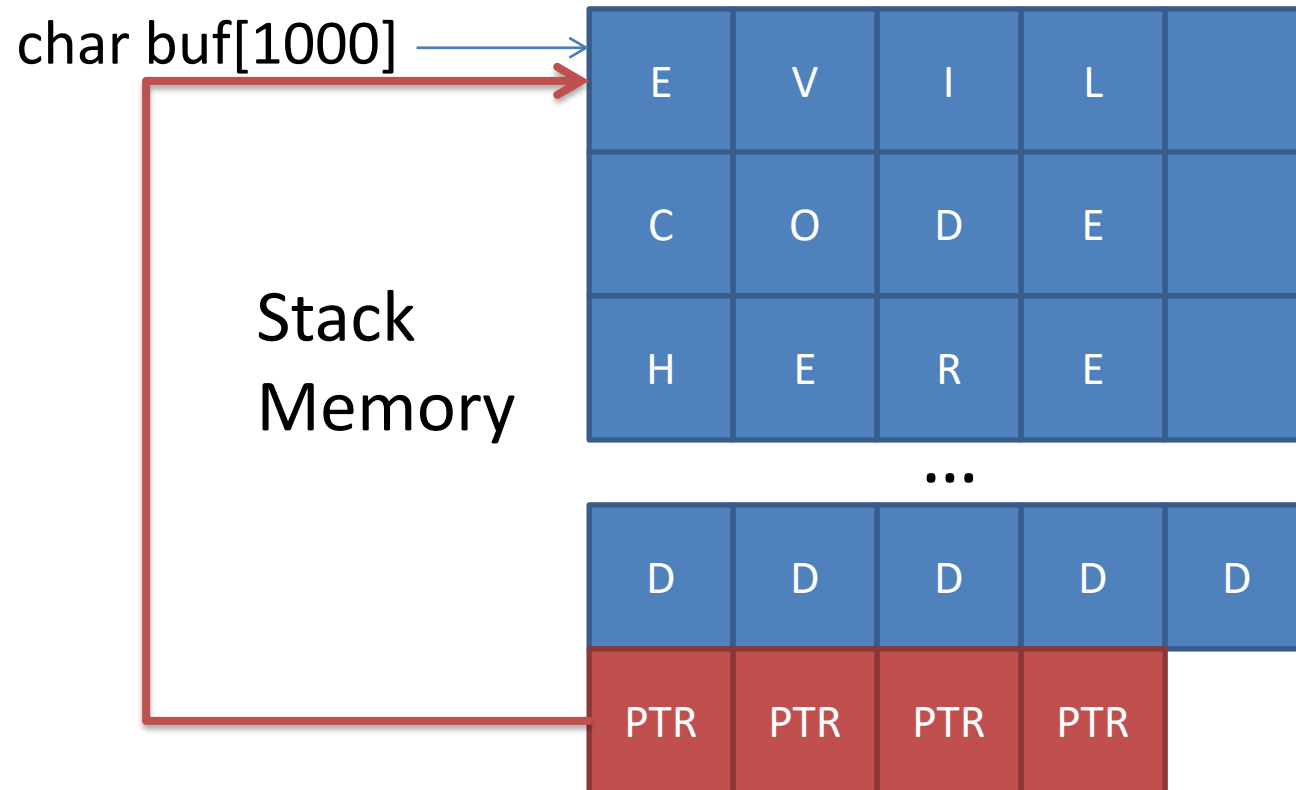 char buf[1000]
E V I L
C O D E
Stack
Memory
H E R E
...
D D D D D
PTR PTR PTR PTR